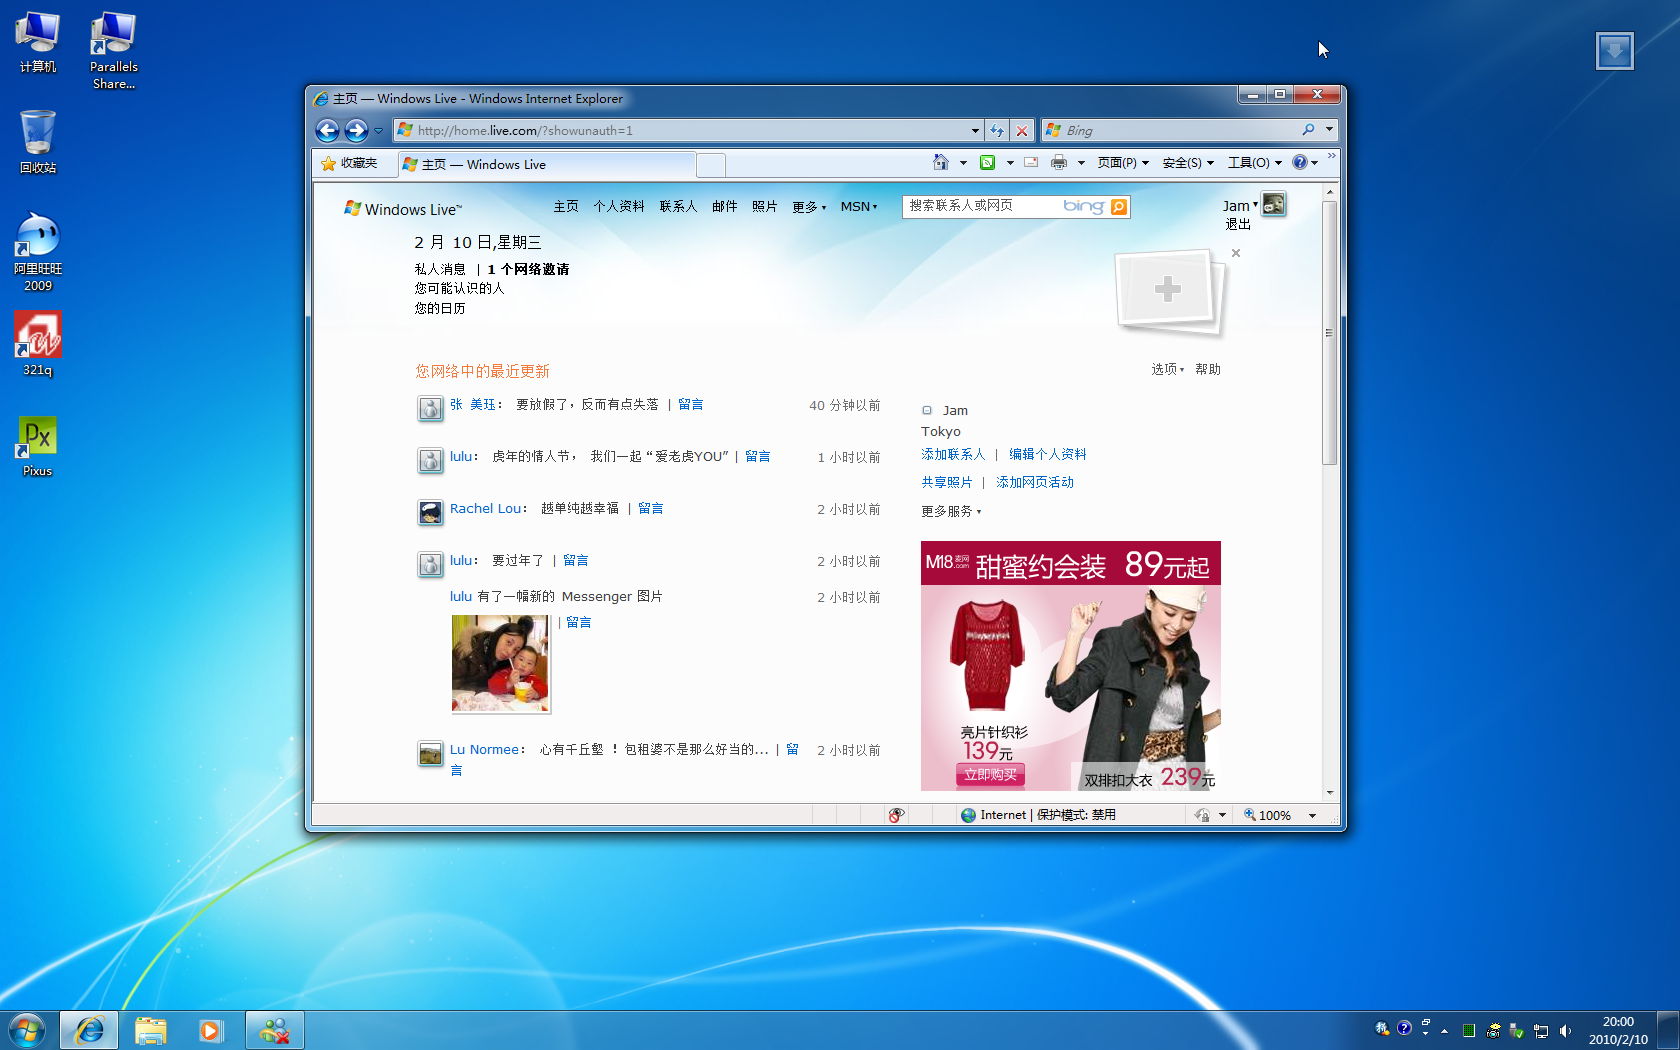 计算机
Parallels
Share...
回收站
阿里旺旺
2009
321q
Px
Pixus
主页 — Windows Live - Windows Internet Explorer
http://home.live.com/?showunauth=1
Bing
收藏夹
主页 — Windows Live
页面(P)
安全(S)
工具(O)
Windows Live™
主页 个人资料 联系人 邮件 照片 更多 MSN
搜索联系人或网页
bing
Jam
退出
2 月 10 日,星期三
私人消息 | 1 个网络邀请
您可能认识的人
您的日历
您网络中的最近更新
选项 帮助
张 美珏: 要放假了，反而有点失落 | 留言
40 分钟以前
lulu: 虎年的情人节， 我们一起“爱老虎YOU” | 留言
1 小时以前
Rachel Lou: 越单纯越幸福 | 留言
2 小时以前
lulu: 要过年了 | 留言
2 小时以前
lulu 有了一幅新的 Messenger 图片
2 小时以前
| 留言
Lu Normee: 心有千丘壑 ！包租婆不是那么好当的... | 留
言
2 小时以前
Jam
Tokyo
添加联系人 | 编辑个人资料
共享照片 | 添加网页活动
更多服务
M18 麦网
.com
甜蜜约会装 89元起
亮片针织衫
139元
立即购买
双排扣大衣 239元
Internet | 保护模式: 禁用
100%
20:00
2010/2/10